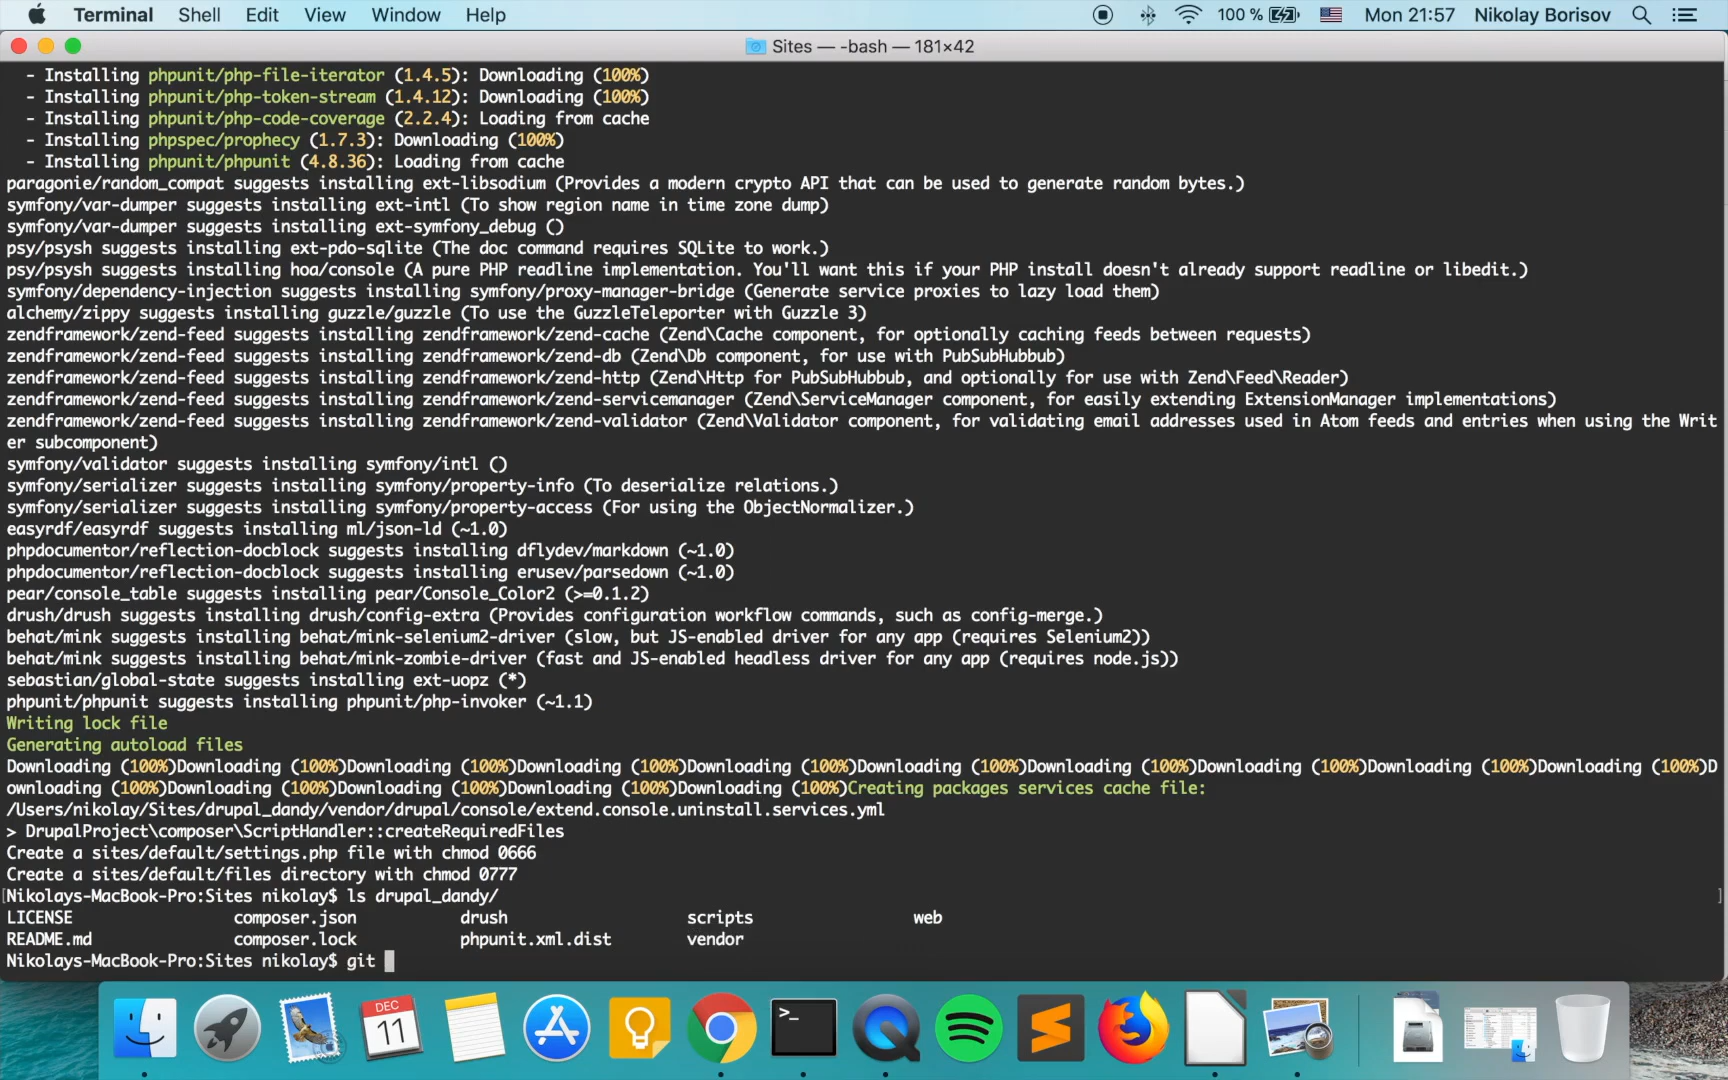 Terminal Shell Edit View Window Help 100 % Mon 21:57 Nikolay Borisov
Sites — -bash — 181×42
- Installing phpunit/php-file-iterator (1.4.5): Downloading (100%)
- Installing phpunit/php-token-stream (1.4.12): Downloading (100%)
- Installing phpunit/php-code-coverage (2.2.4): Loading from cache
- Installing phpspec/prophecy (1.7.3): Downloading (100%)
- Installing phpunit/phpunit (4.8.36): Loading from cache
paragonie/random_compat suggests installing ext-libsodium (Provides a modern crypto API that can be used to generate random bytes.)
symfony/var-dumper suggests installing ext-intl (To show region name in time zone dump)
symfony/var-dumper suggests installing ext-symfony_debug ()
psy/psysh suggests installing ext-pdo-sqlite (The doc command requires SQLite to work.)
psy/psysh suggests installing hoa/console (A pure PHP readline implementation. You'll want this if your PHP install doesn't already support readline or libedit.)
symfony/dependency-injection suggests installing symfony/proxy-manager-bridge (Generate service proxies to lazy load them)
alchemy/zippy suggests installing guzzle/guzzle (To use the GuzzleTeleporter with Guzzle 3)
zendframework/zend-feed suggests installing zendframework/zend-cache (Zend\Cache component, for optionally caching feeds between requests)
zendframework/zend-feed suggests installing zendframework/zend-db (Zend\Db component, for use with PubSubHubbub)
zendframework/zend-feed suggests installing zendframework/zend-http (Zend\Http for PubSubHubbub, and optionally for use with Zend\Feed\Reader)
zendframework/zend-feed suggests installing zendframework/zend-servicemanager (Zend\ServiceManager component, for easily extending ExtensionManager implementations)
zendframework/zend-feed suggests installing zendframework/zend-validator (Zend\Validator component, for validating email addresses used in Atom feeds and entries when using the Writ
er subcomponent)
symfony/validator suggests installing symfony/intl ()
symfony/serializer suggests installing symfony/property-info (To deserialize relations.)
symfony/serializer suggests installing symfony/property-access (For using the ObjectNormalizer.)
easyrdf/easyrdf suggests installing ml/json-ld (~1.0)
phpdocumentor/reflection-docblock suggests installing dflydev/markdown (~1.0)
phpdocumentor/reflection-docblock suggests installing erusev/parsedown (~1.0)
pear/console_table suggests installing pear/Console_Color2 (>=0.1.2)
drush/drush suggests installing drush/config-extra (Provides configuration workflow commands, such as config-merge.)
behat/mink suggests installing behat/mink-selenium2-driver (slow, but JS-enabled driver for any app (requires Selenium2))
behat/mink suggests installing behat/mink-zombie-driver (fast and JS-enabled headless driver for any app (requires node.js))
sebastian/global-state suggests installing ext-uopz (*)
phpunit/phpunit suggests installing phpunit/php-invoker (~1.1)
Writing lock file
Generating autoload files
Downloading (100%)Downloading (100%)Downloading (100%)Downloading (100%)Downloading (100%)Downloading (100%)Downloading (100%)Downloading (100%)Downloading (100%)Downloading (100%)D
ownloading (100%)Downloading (100%)Downloading (100%)Downloading (100%)Downloading (100%)Creating packages services cache file:
/Users/nikolay/Sites/drupal_dandy/vendor/drupal/console/extend.console.uninstall.services.yml
> DrupalProject\composer\ScriptHandler::createRequiredFiles
Create a sites/default/settings.php file with chmod 0666
Create a sites/default/files directory with chmod 0777
[Nikolays-MacBook-Pro:Sites nikolay$ ls drupal_dandy/ ]
LICENSE composer.json drush scripts web
README.md composer.lock phpunit.xml.dist vendor
Nikolays-MacBook-Pro:Sites nikolay$ git
DEC
11
>_